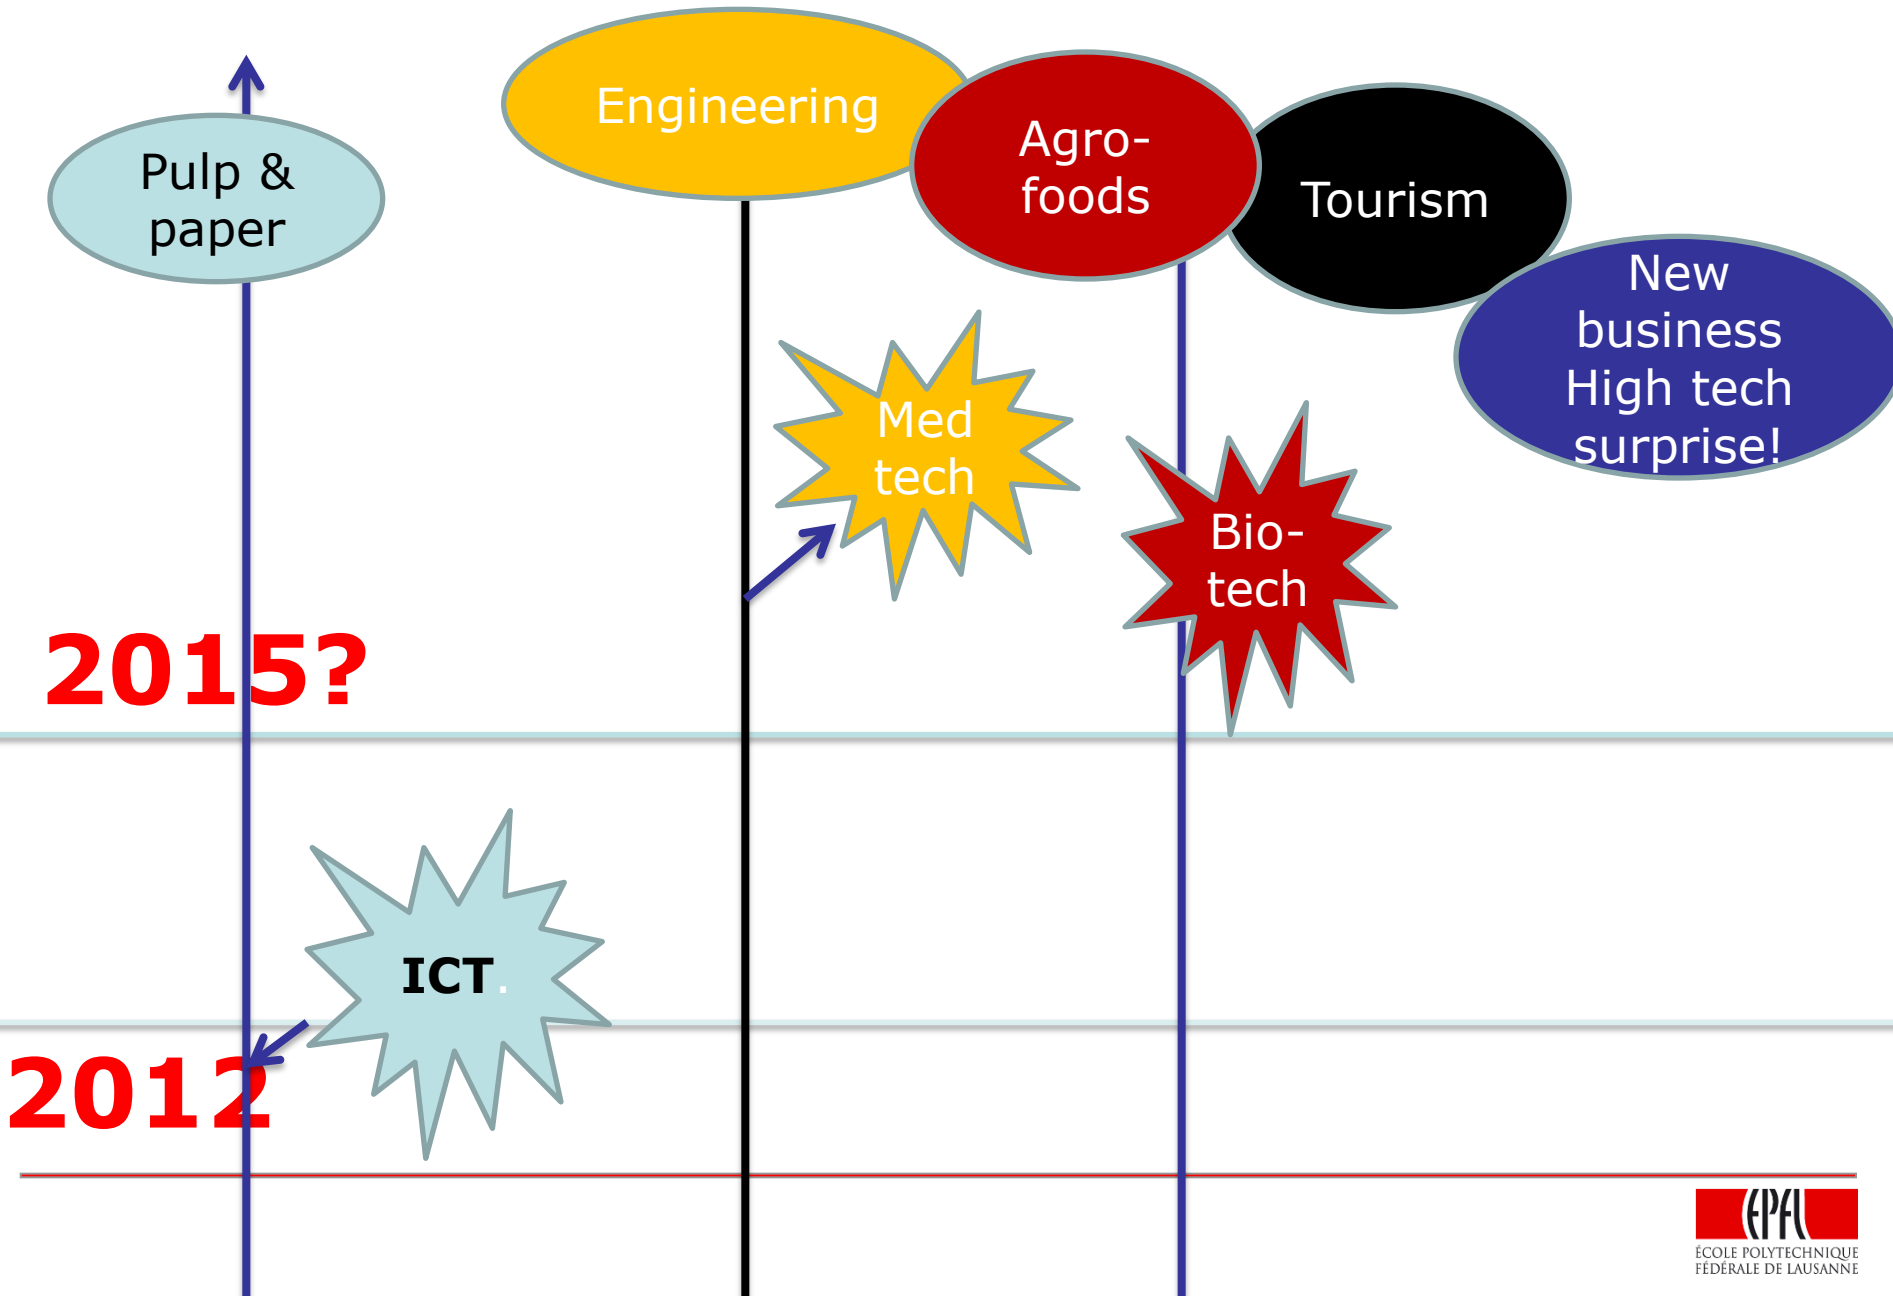 Engineering
Agro-
foods
Tourism
Pulp &
paper
New
business
High tech
surprise!
Med
tech
Bio-
tech
2015?
ICT.
2012
EPFL
ÉCOLE POLYTECHNIQUE
FÉDÉRALE DE LAUSANNE